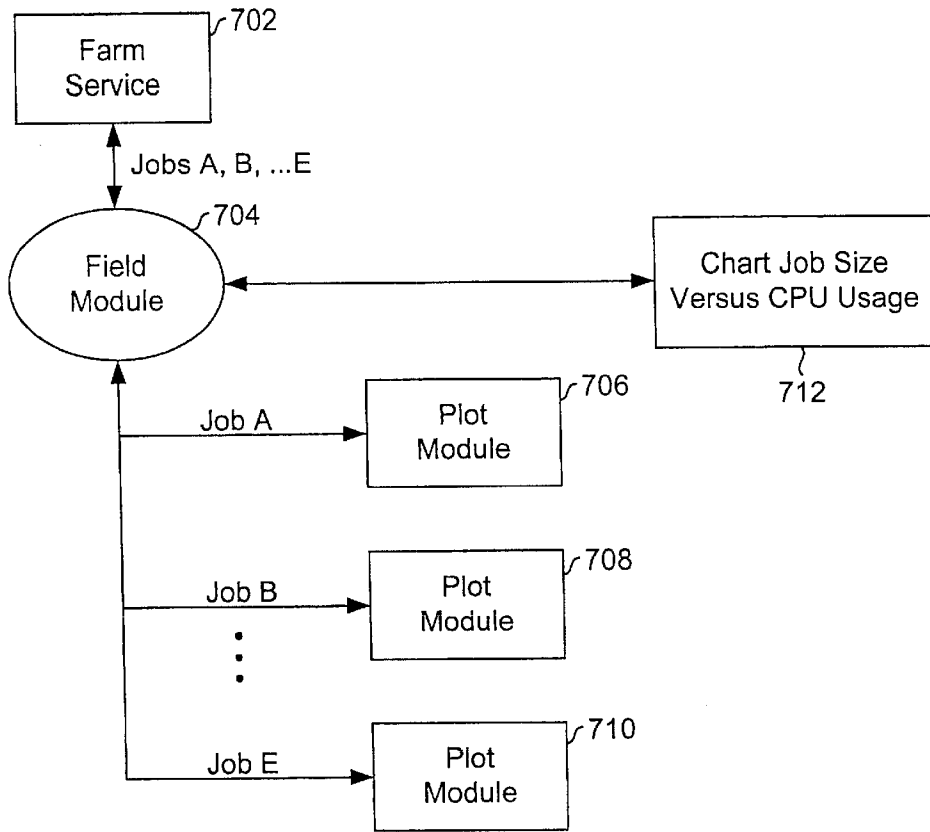 702
Farm
Service
Jobs A, B, ...E
704
Field
Module
Chart Job Size
Versus CPU Usage
712
706
Job A
Plot
Module
708
Job B
Plot
Module
710
Job E
Plot
Module